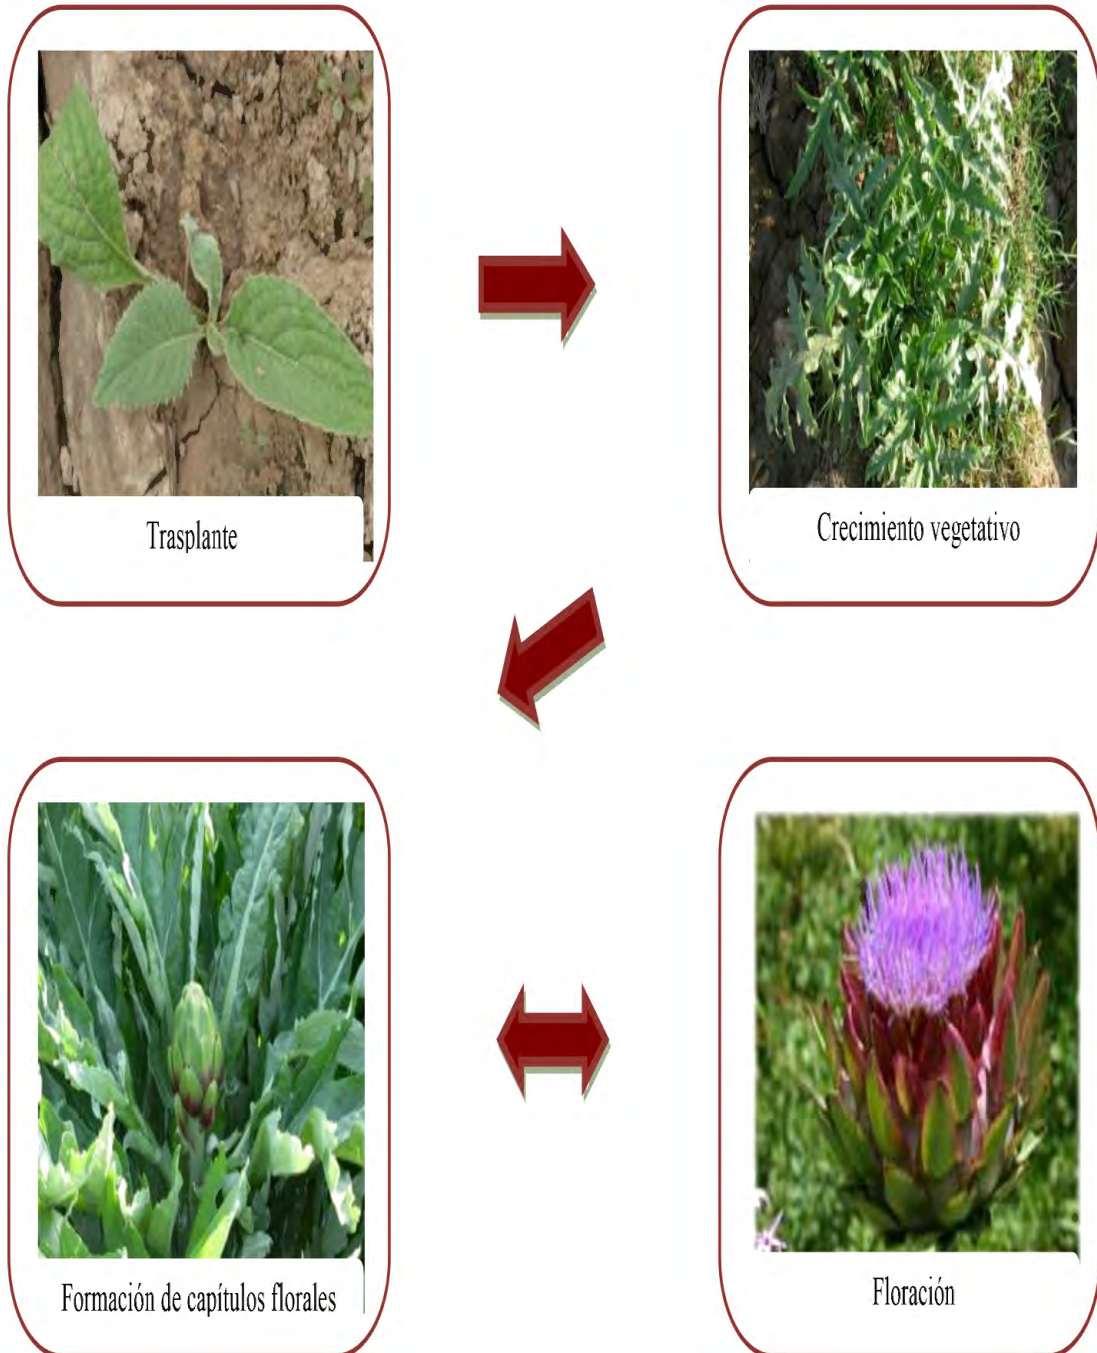 Trasplante
Crecimiento vegetativo
Formación de capítulos florales
Floración